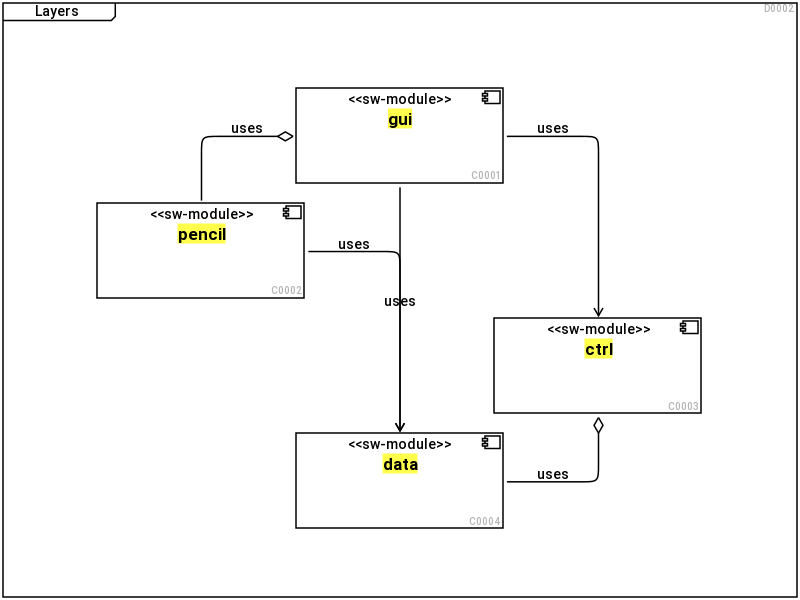 Layers
D0002
<<sw-module>>
gui
C0001
uses
uses
<<sw-module>>
pencil
C0002
uses
uses
<<sw-module>>
ctrl
C0003
<<sw-module>>
data
C0004
uses